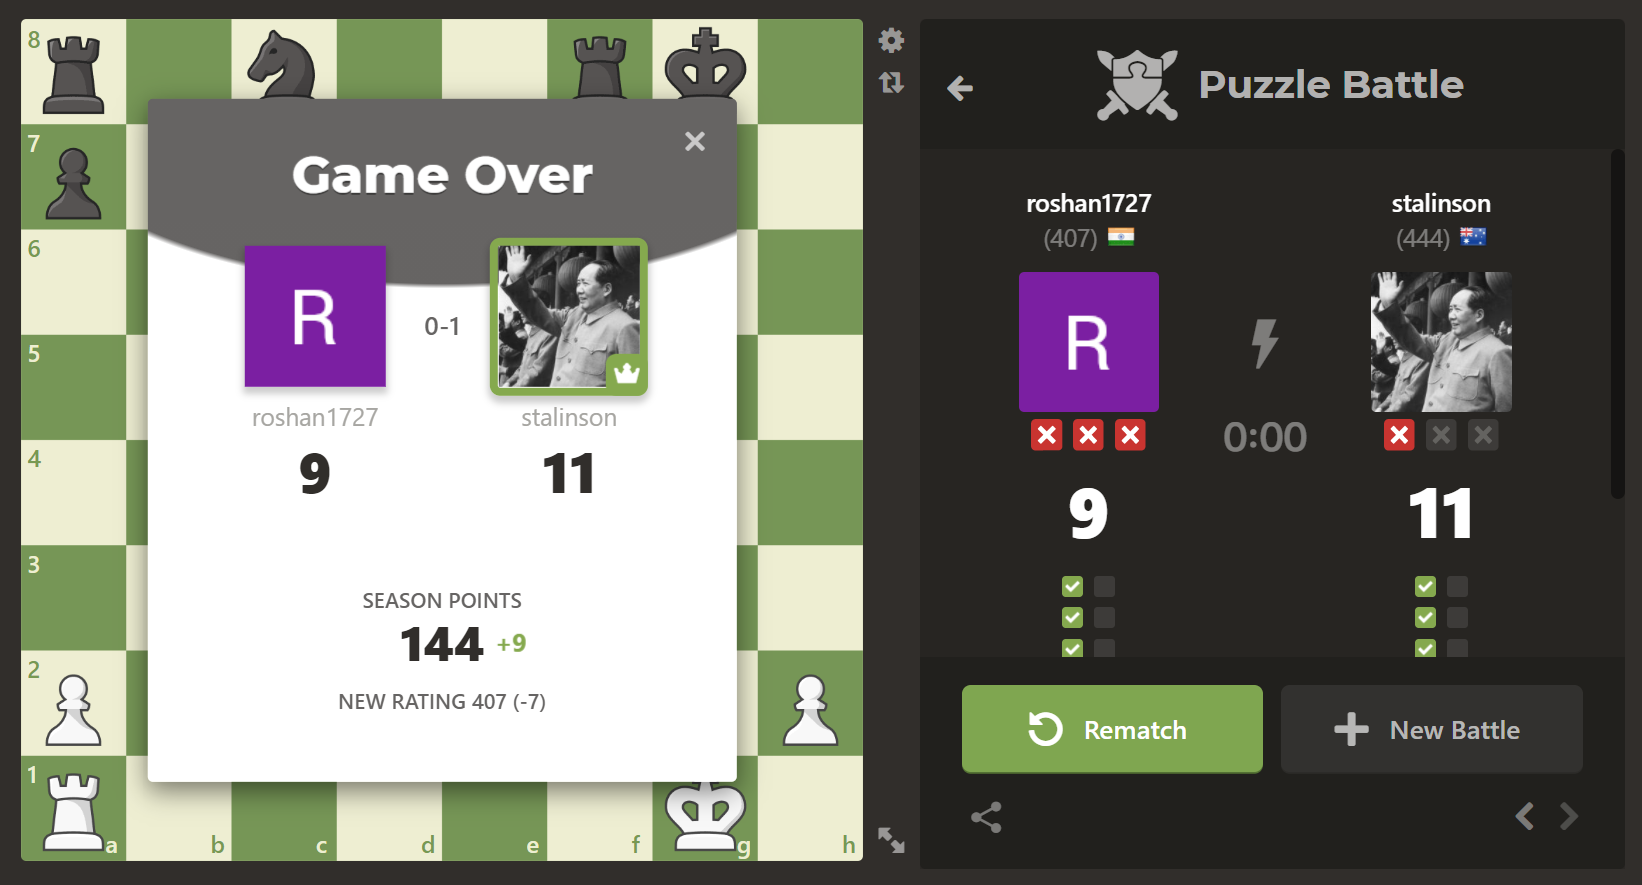 8
7
6
5
4
3
2
1
a
b
c
d
e
f
g
h
Game Over
R
0-1
roshan1727
stalinson
9
11
SEASON POINTS
144 +9
NEW RATING 407 (-7)
Puzzle Battle
roshan1727
stalinson
(407)
(444)
R
0:00
9
11
Rematch
New Battle